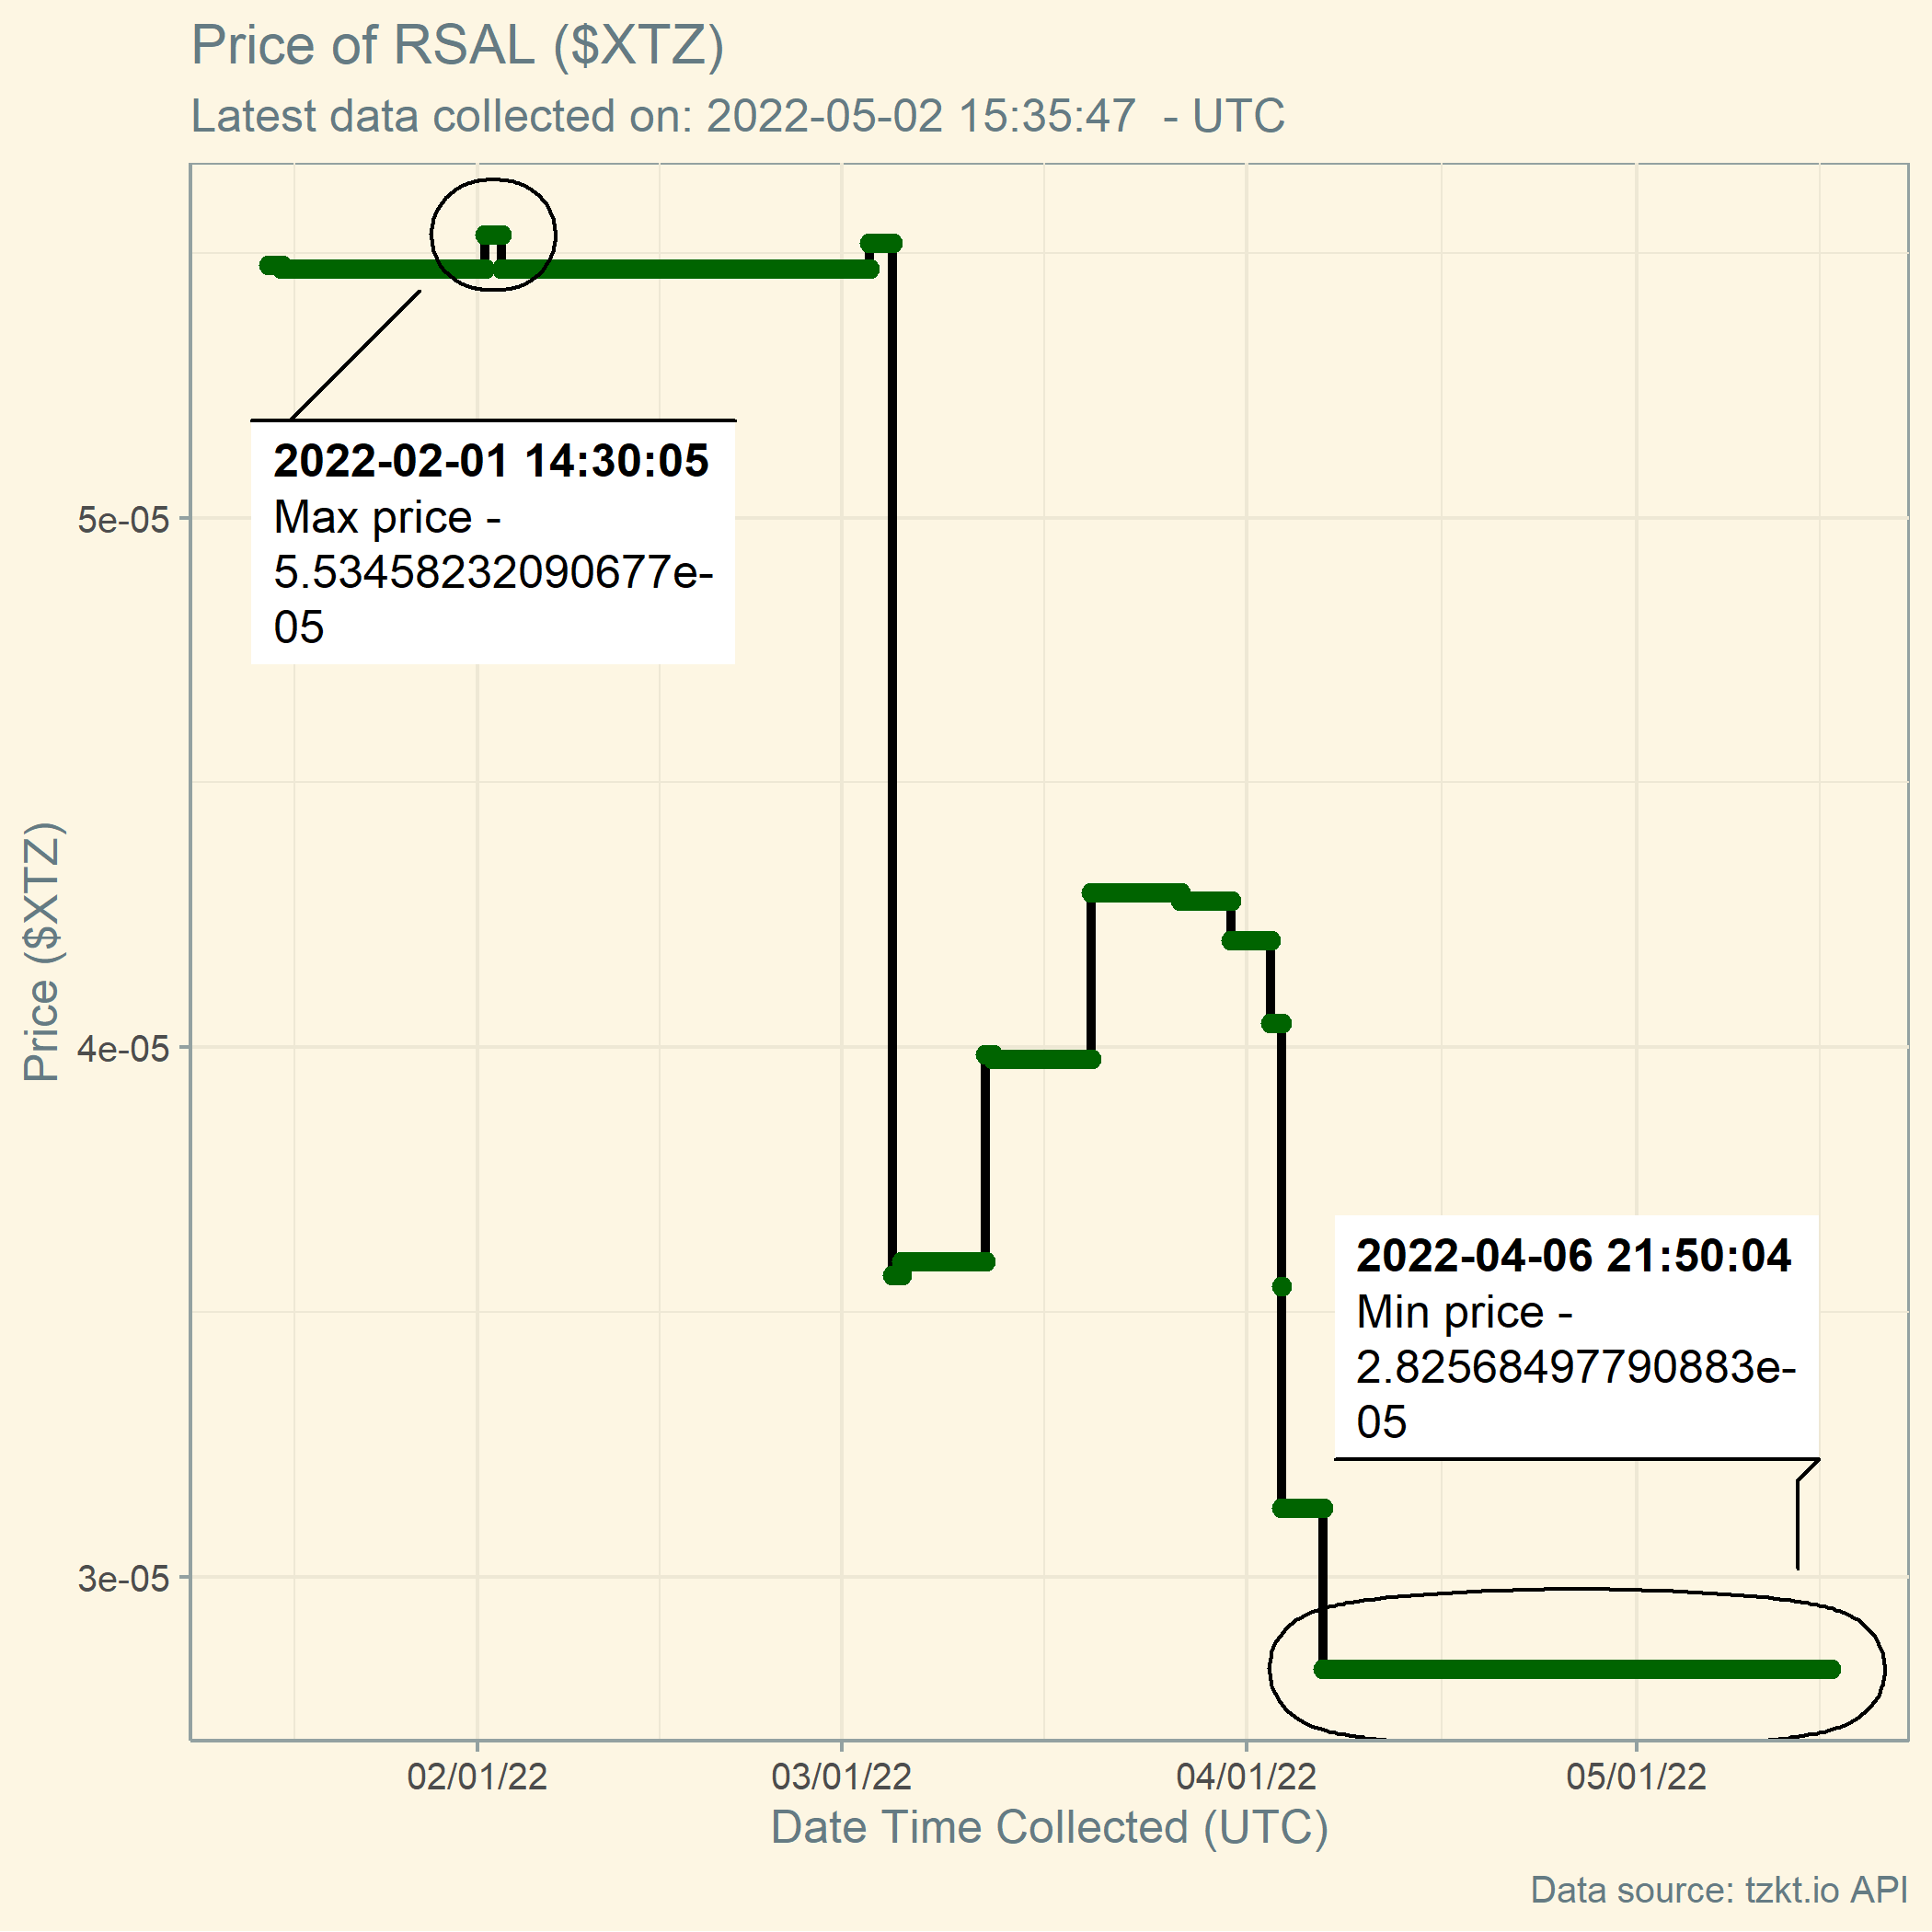 Price of RSAL ($XTZ)
Latest data collected on: 2022-05-02 15:35:47  - UTC
2022-02-01 14:30:05
Max price -
5.53458232090677e-
05
5e-05
Price ($XTZ)
4e-05
2022-04-06 21:50:04
Min price -
2.82568497790883e-
05
3e-05
02/01/22
03/01/22
04/01/22
05/01/22
Date Time Collected (UTC)
Data source: tzkt.io API